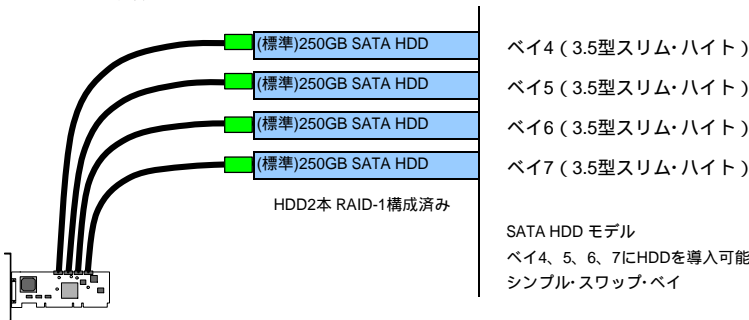 (標準)250GB SATA HDD
ベイ4 ( 3.5型スリム・ハイト )
(標準)250GB SATA HDD
ベイ5 ( 3.5型スリム・ハイト )
(標準)250GB SATA HDD
ベイ6 ( 3.5型スリム・ハイト )
(標準)250GB SATA HDD
ベイ7 ( 3.5型スリム・ハイト )
HDD2本 RAID-1構成済み
SATA HDD モデル
ベイ4、5、6、7にHDDを導入可能
シンプル・スワップ・ベイ